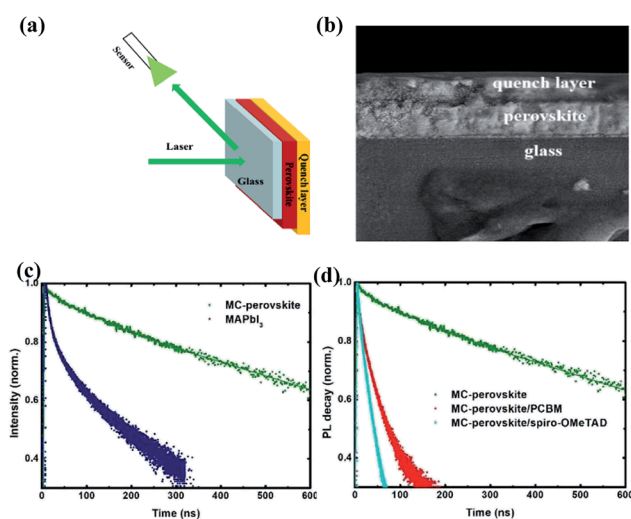 (a)
Sensor
Laser
Glass
Perovskite
Quench layer
(b)
quench layer
perovskite
glass
(c)
1.0
0.8
0.6
0.4
Intensity (norm.)
MC-perovskite
MAPbI3
0 100 200 300 400 500 600
Time (ns)
(d)
1.0
0.8
0.6
0.4
PL decay (norm.)
MC-perovskite
MC-perovskite/PCBM
MC-perovskite/spiro-OMeTAD
0 100 200 300 400 500 600
Time (ns)